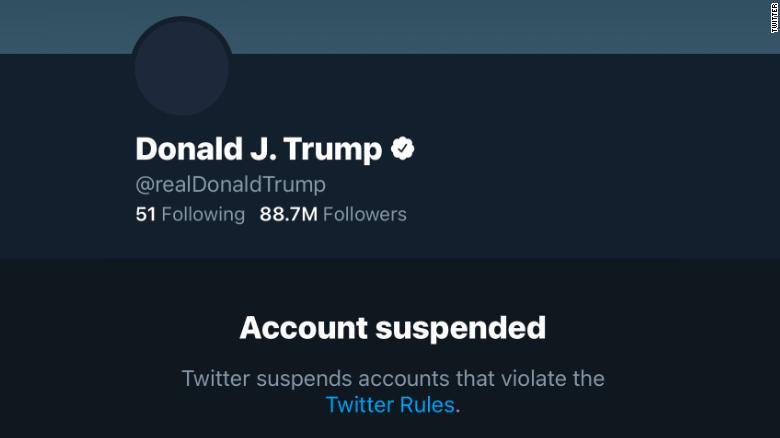 TWITTER
Donald J. Trump
@realDonaldTrump
51 Following 88.7M Followers
Account suspended
Twitter suspends accounts that violate the
Twitter Rules.